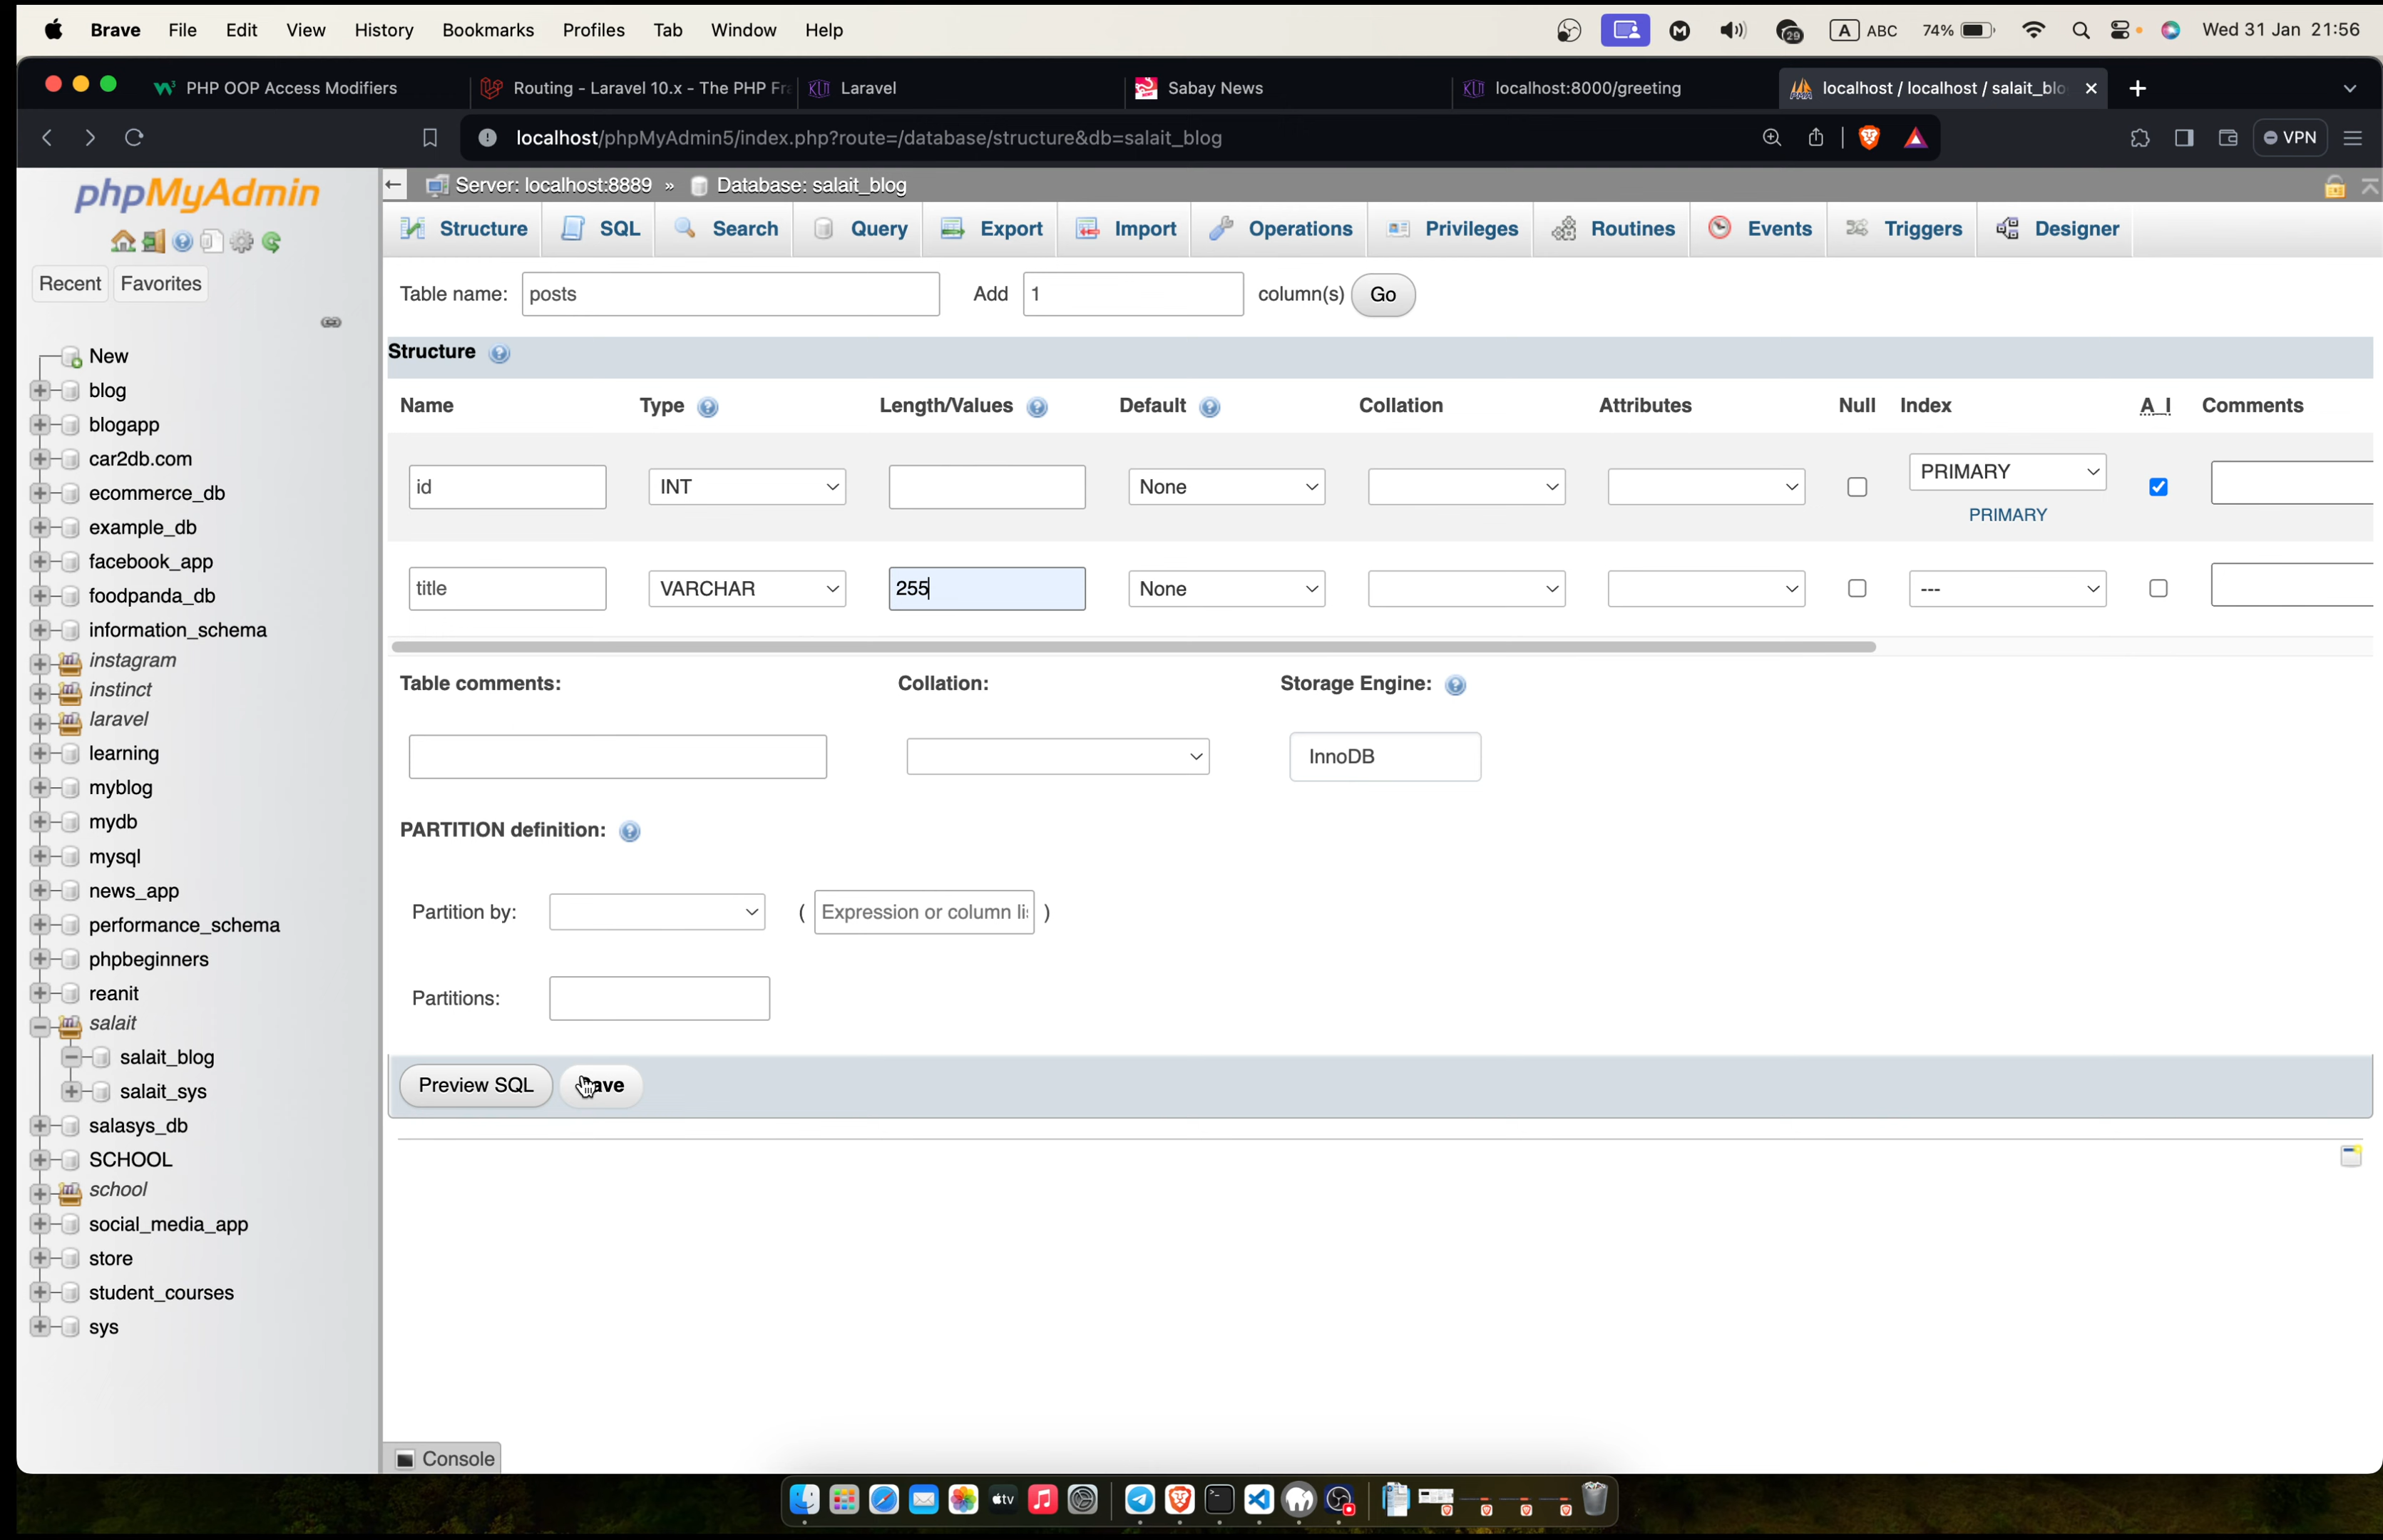 Brave File Edit View History Bookmarks Profiles Tab Window Help 29 A ABC 74% Wed 31 Jan 21:56
PHP OOP Access Modifiers Routing - Laravel 10.x - The PHP Fra Laravel Sabay News localhost:8000/greeting localhost / localhost / salait_blo
localhost/phpMyAdmin5/index.php?route=/database/structure&db=salait_blog VPN
phpMyAdmin
Recent Favorites
New
blog
blogapp
car2db.com
ecommerce_db
example_db
facebook_app
foodpanda_db
information_schema
instagram
instinct
laravel
learning
myblog
mydb
mysql
news_app
performance_schema
phpbeginners
reanit
salait
salait_blog
salait_sys
salasys_db
SCHOOL
school
social_media_app
store
student_courses
sys
Server: localhost:8889 » Database: salait_blog
Structure SQL Search Query Export Import Operations Privileges Routines Events Triggers Designer
Table name: posts Add 1 column(s) Go
Structure
Name Type Length/Values Default Collation Attributes Null Index A_I Comments
id INT None PRIMARY
PRIMARY
title VARCHAR 255 None ---
Table comments: Collation: Storage Engine:
InnoDB
PARTITION definition:
Partition by: ( Expression or column li )
Partitions:
Preview SQL ave
Console
tv